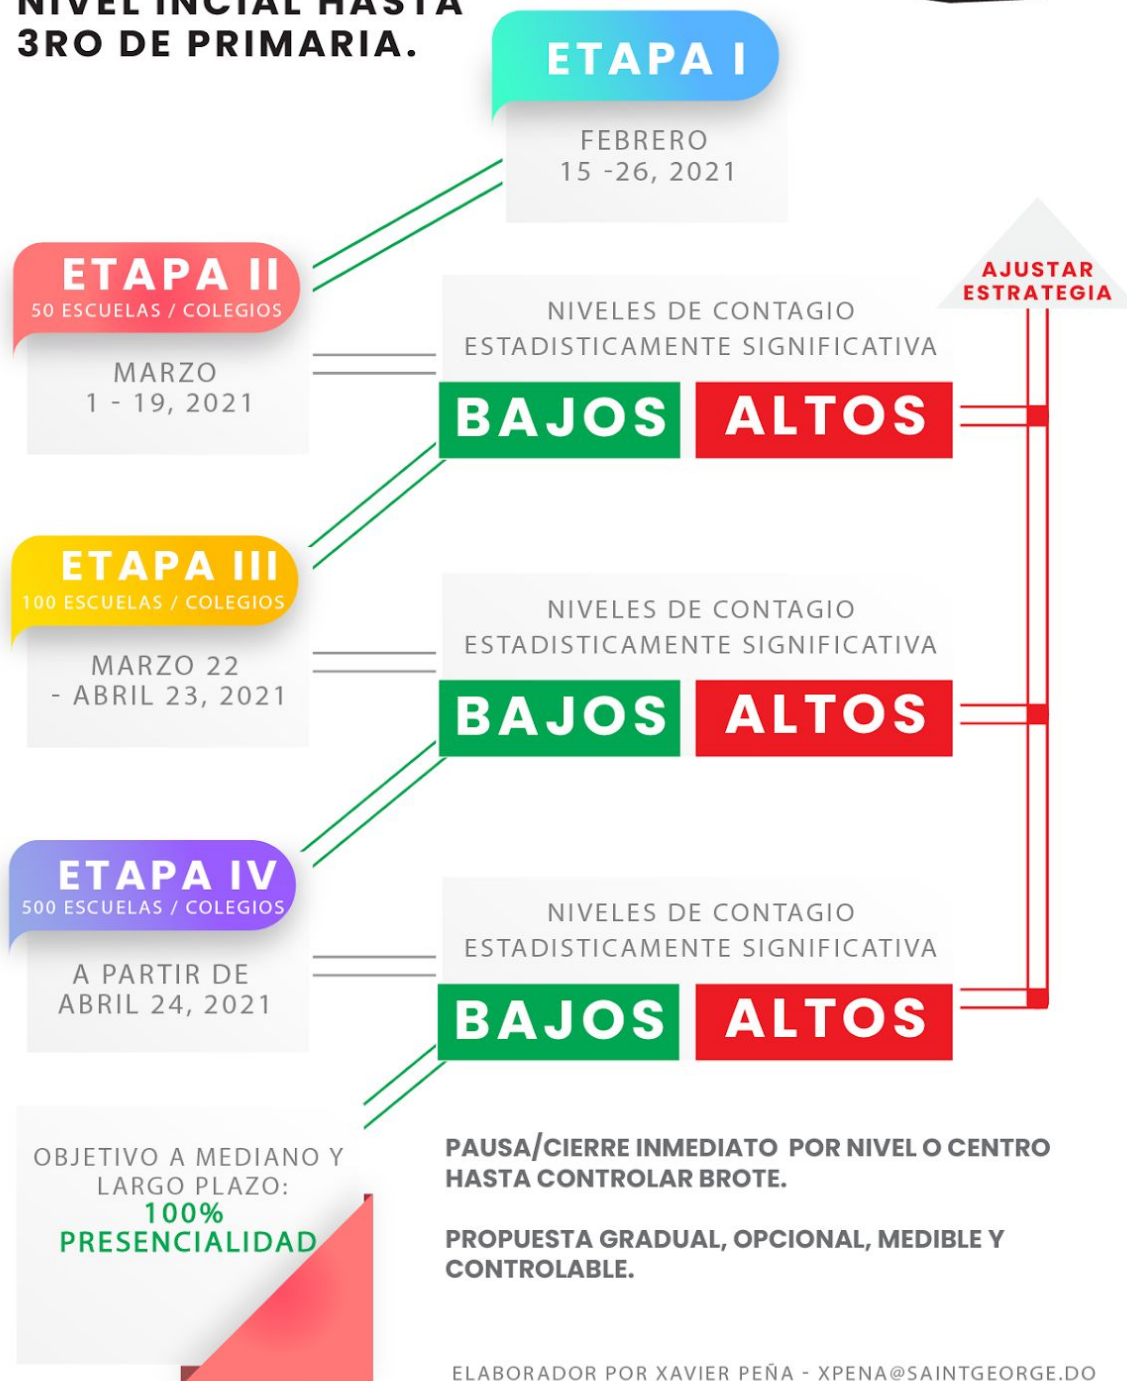 NIVEL INCIAL HASTA
3RO DE PRIMARIA.
ETAPA I
FEBRERO
15 -26, 2021
ETAPA II
50 ESCUELAS / COLEGIOS
MARZO
1 - 19, 2021
NIVELES DE CONTAGIO
ESTADISTICAMENTE SIGNIFICATIVA
BAJOS ALTOS
AJUSTAR
ESTRATEGIA
ETAPA III
100 ESCUELAS / COLEGIOS
MARZO 22
- ABRIL 23, 2021
NIVELES DE CONTAGIO
ESTADISTICAMENTE SIGNIFICATIVA
BAJOS ALTOS
ETAPA IV
500 ESCUELAS / COLEGIOS
A PARTIR DE
ABRIL 24, 2021
NIVELES DE CONTAGIO
ESTADISTICAMENTE SIGNIFICATIVA
BAJOS ALTOS
OBJETIVO A MEDIANO Y
LARGO PLAZO:
100%
PRESENCIALIDAD
PAUSA/CIERRE INMEDIATO POR NIVEL O CENTRO
HASTA CONTROLAR BROTE.
PROPUESTA GRADUAL, OPCIONAL, MEDIBLE Y
CONTROLABLE.
ELABORADOR POR XAVIER PEÑA - XPENA@SAINTGEORGE.DO